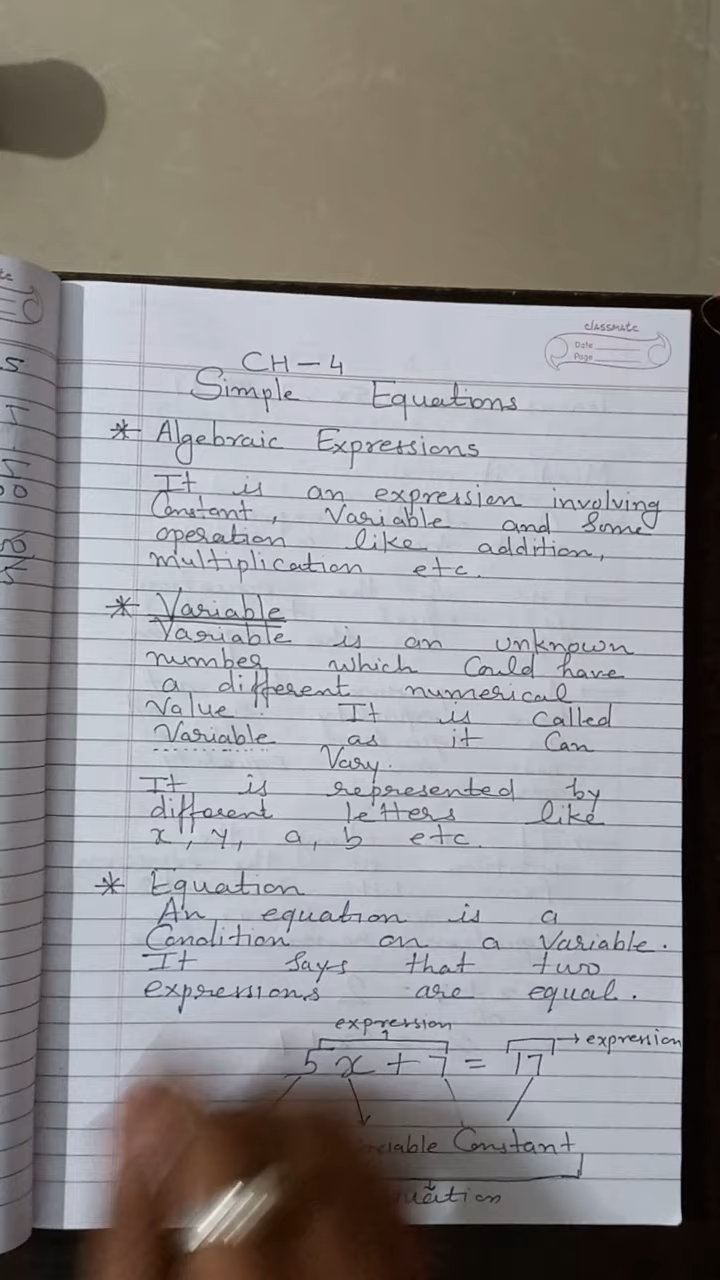 classmate
Date
Page
CH-4
Simple Equations
* Algebraic Expressions
It is an expression involving
Constant, Variable and Some
operation like addition,
multiplication etc.
* Variable
Variable is an unknown
number which Could have
a different numerical
Value. It is Called
Variable as it Can
Vary.
It is represented by
different letters like
x, y, a, b etc.
* Equation
An equation is a
Condition on a Variable.
It Says that two
expressions are equal.
expression
→ expression
5x + 7 = 17
Constant